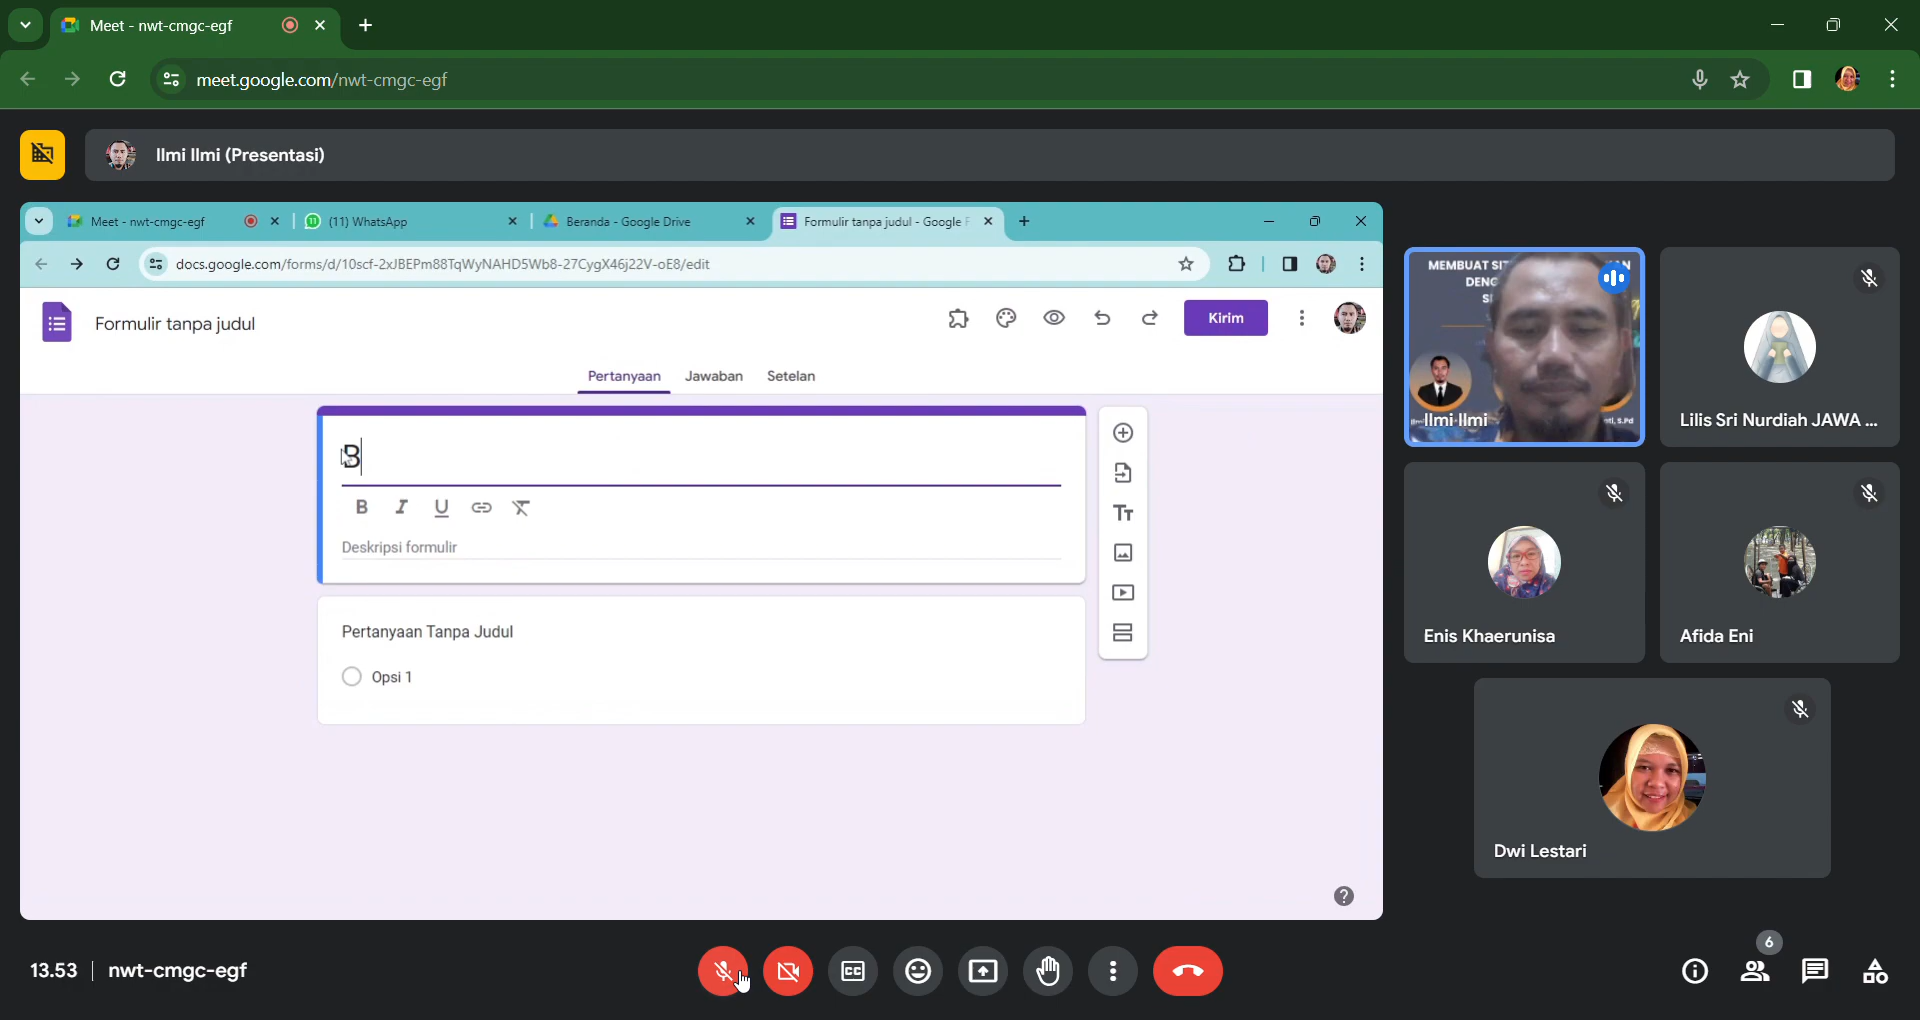 Meet - nwt-cmgc-egf
meet.google.com/nwt-cmgc-egf
Ilmi Ilmi (Presentasi)
Meet - nwt-cmgc-egf
(11) WhatsApp
Beranda - Google Drive
Formulir tanpa judul - Google F
docs.google.com/forms/d/10scf-2xJBEPm88TqWyNAHD5Wb8-27CygX46j22V-oE8/edit
Formulir tanpa judul
Kirim
Pertanyaan Jawaban Setelan
B
B I U
Deskripsi formulir
Pertanyaan Tanpa Judul
Opsi 1
MEMBUAT SIT
KAN
DENG
Ilmi Ilmi
S.Pd
Lilis Sri Nurdiah JAWA ...
Enis Khaerunisa
Afida Eni
Dwi Lestari
13.53 | nwt-cmgc-egf
6